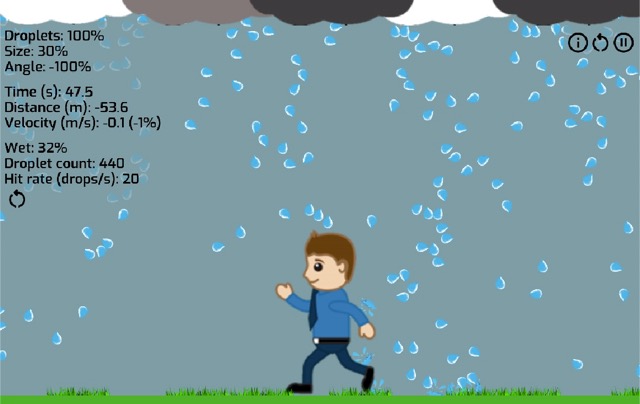 Droplets: 100%
Size: 30%
Angle: -100%
Time (s): 47.5
Distance (m): -53.6
Velocity (m/s): -0.1 (-1%)
Wet: 32%
Droplet count: 440
Hit rate (drops/s): 20